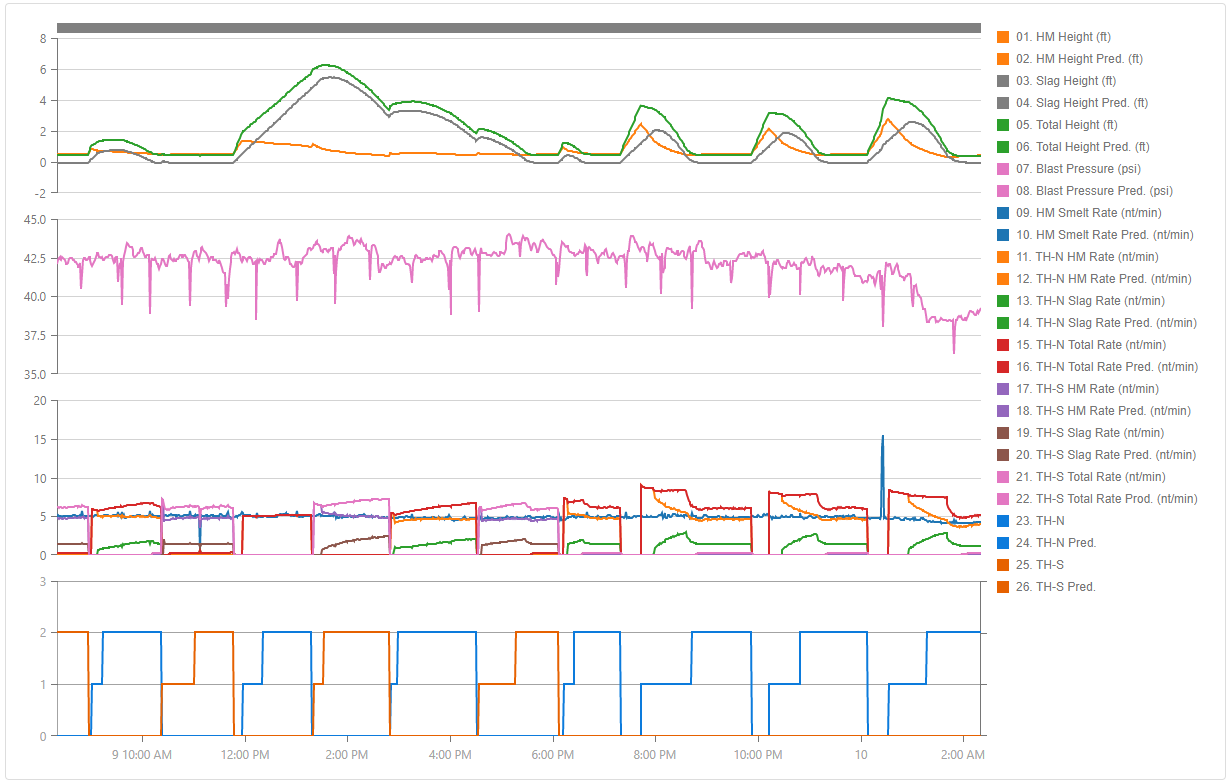 8
6
4
2
0
-2
45.0
42.5
40.0
37.5
35.0
20
15
10
5
0
3
2
1
0
9 10:00 AM 12:00 PM 2:00 PM 4:00 PM 6:00 PM 8:00 PM 10:00 PM 10 2:00 AM
01. HM Height (ft)
02. HM Height Pred. (ft)
03. Slag Height (ft)
04. Slag Height Pred. (ft)
05. Total Height (ft)
06. Total Height Pred. (ft)
07. Blast Pressure (psi)
08. Blast Pressure Pred. (psi)
09. HM Smelt Rate (nt/min)
10. HM Smelt Rate Pred. (nt/min)
11. TH-N HM Rate (nt/min)
12. TH-N HM Rate Pred. (nt/min)
13. TH-N Slag Rate (nt/min)
14. TH-N Slag Rate Pred. (nt/min)
15. TH-N Total Rate (nt/min)
16. TH-N Total Rate Pred. (nt/min)
17. TH-S HM Rate (nt/min)
18. TH-S HM Rate Pred. (nt/min)
19. TH-S Slag Rate (nt/min)
20. TH-S Slag Rate Pred. (nt/min)
21. TH-S Total Rate (nt/min)
22. TH-S Total Rate Pred. (nt/min)
23. TH-N
24. TH-N Pred.
25. TH-S
26. TH-S Pred.